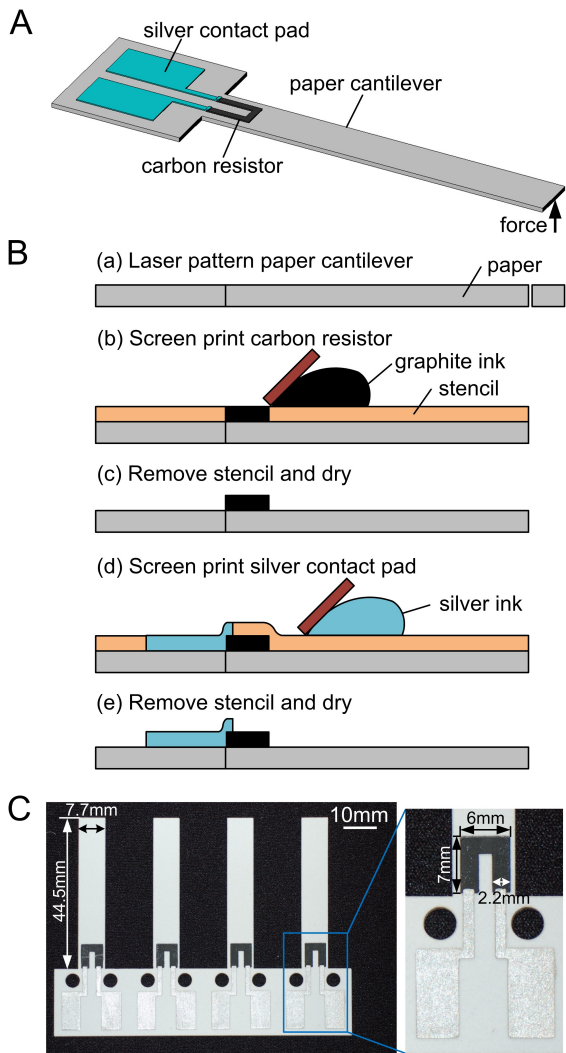 A
silver contact pad
paper cantilever
carbon resistor
force
B
(a) Laser pattern paper cantilever
paper
(b) Screen print carbon resistor
graphite ink
stencil
(c) Remove stencil and dry
(d) Screen print silver contact pad
silver ink
(e) Remove stencil and dry
C
7.7mm
10mm
44.5mm
6mm
7mm
2.2mm